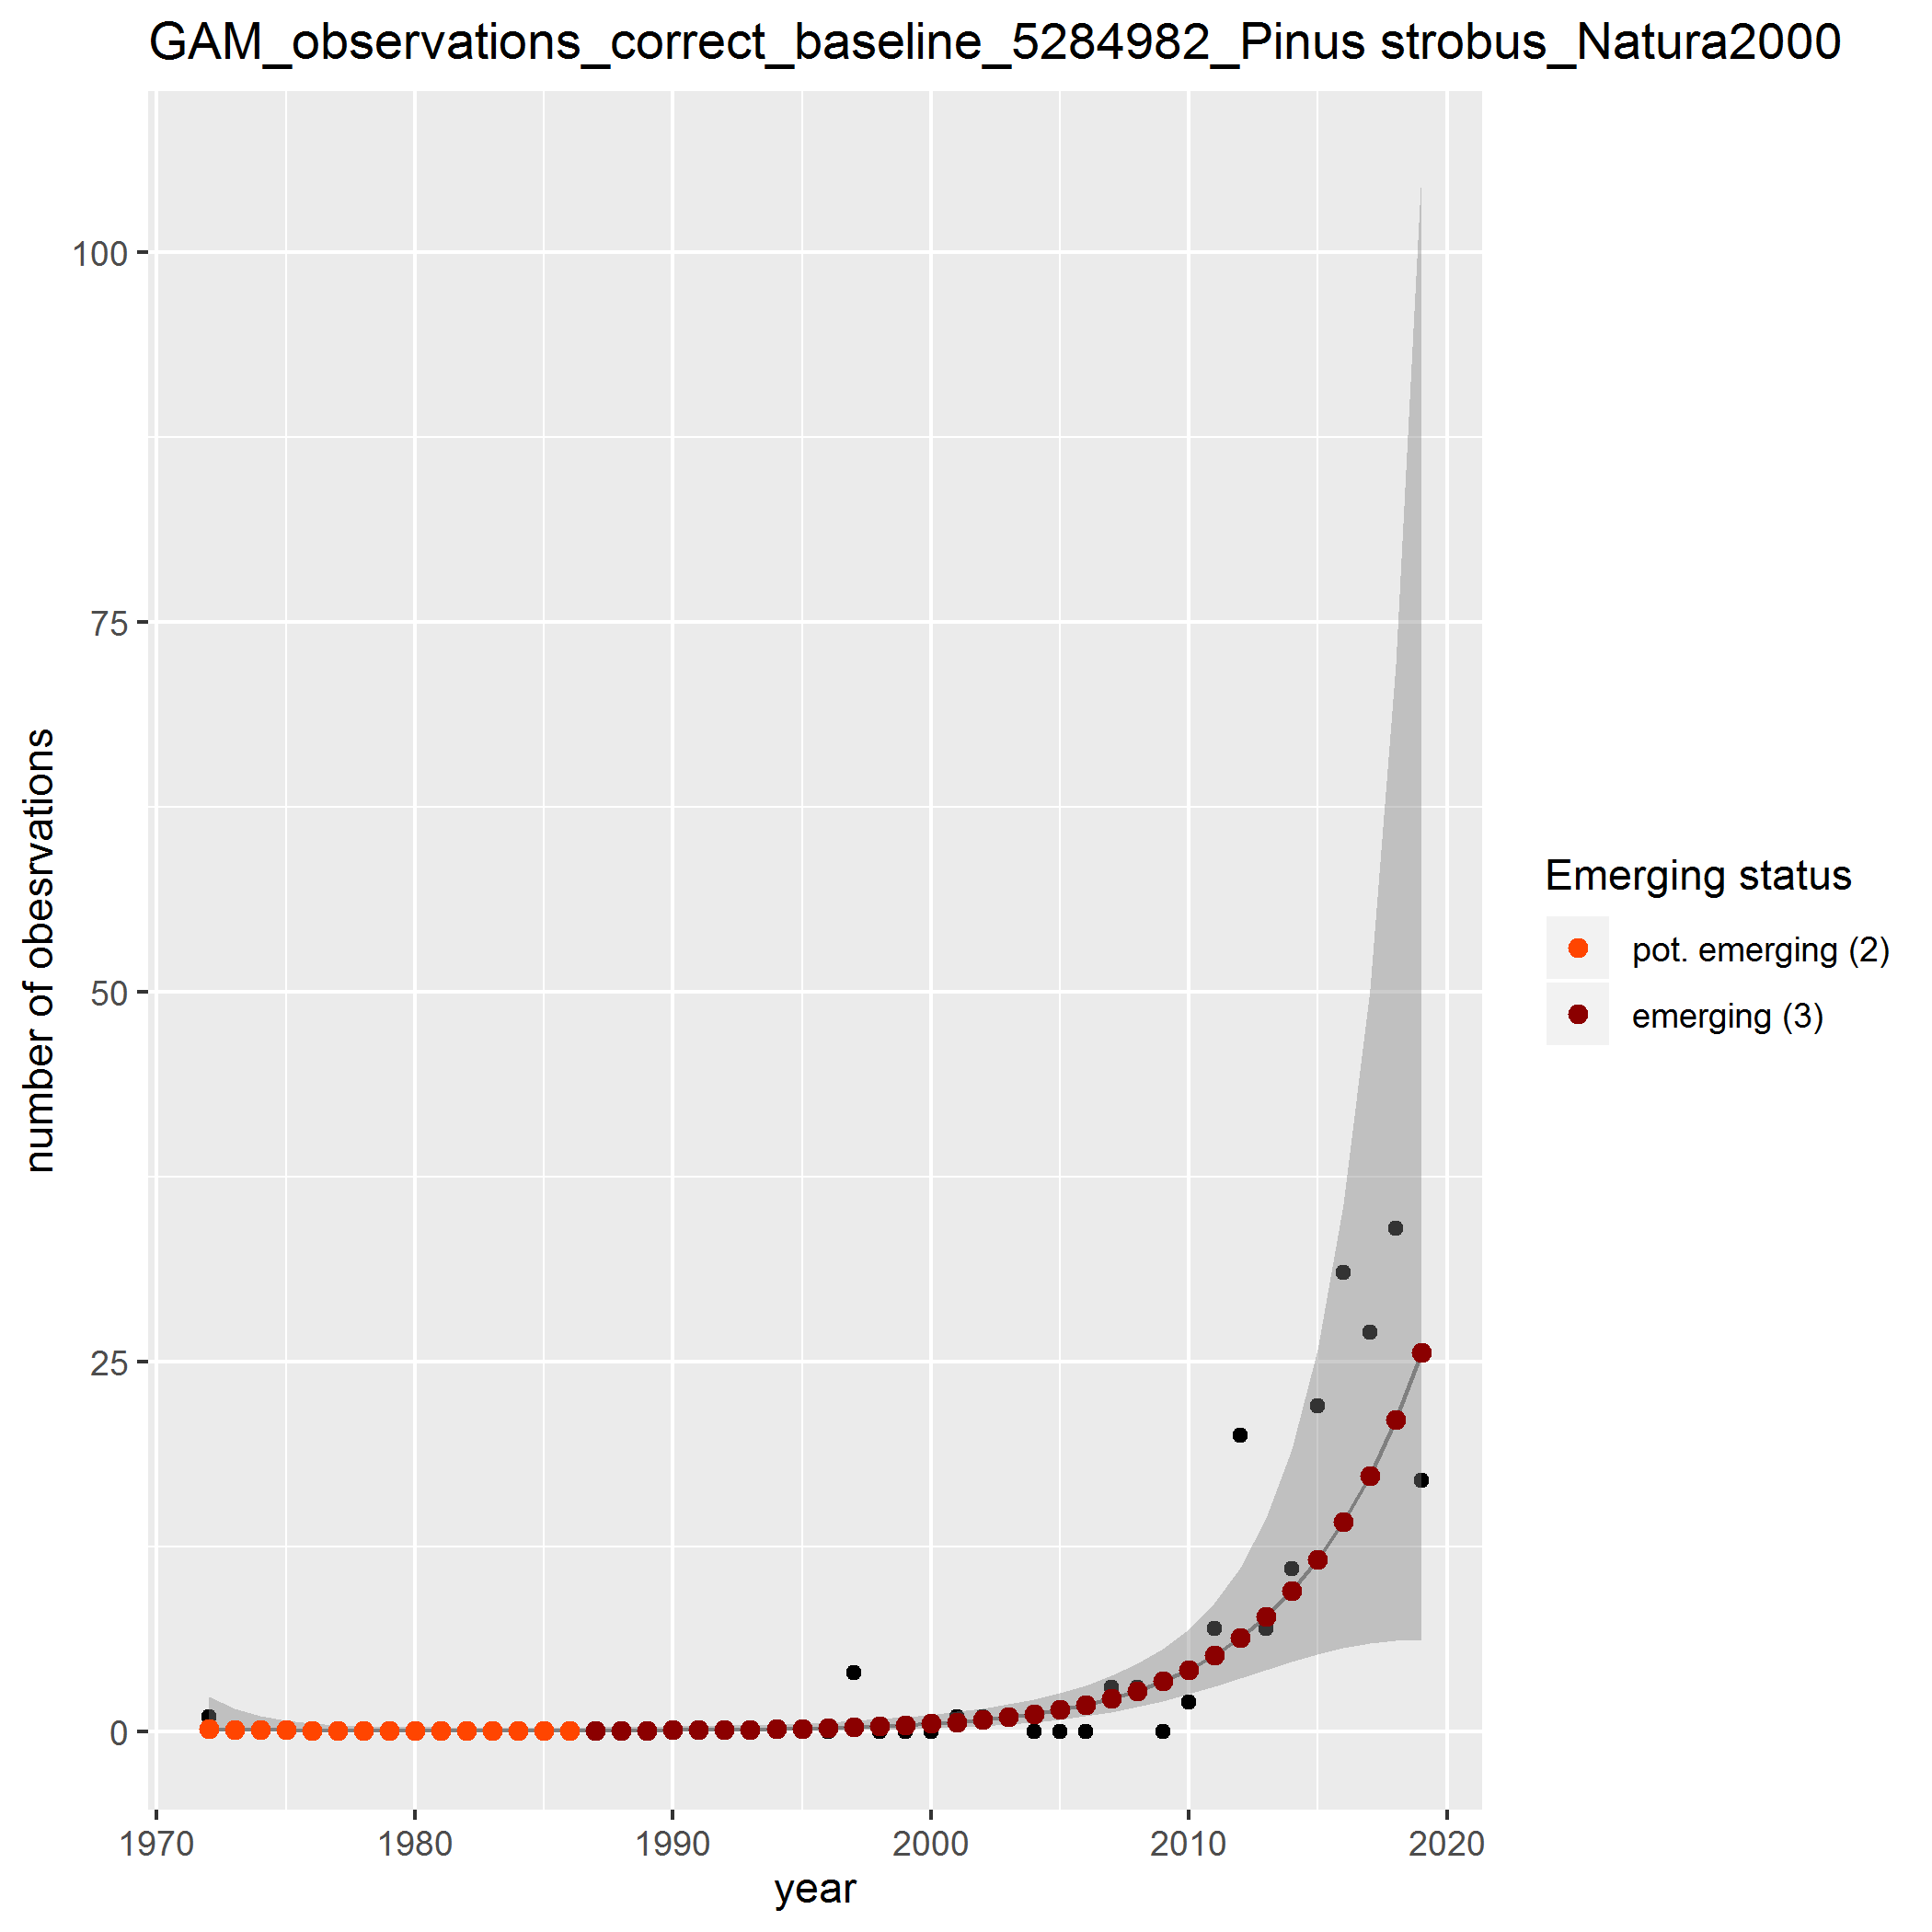 GAM_observations_correct_baseline_5284982_Pinus strobus_Natura2000
100
75
50
25
0
number of obesrvations
1970 1980 1990 2000 2010 2020
year
Emerging status
pot. emerging (2)
emerging (3)